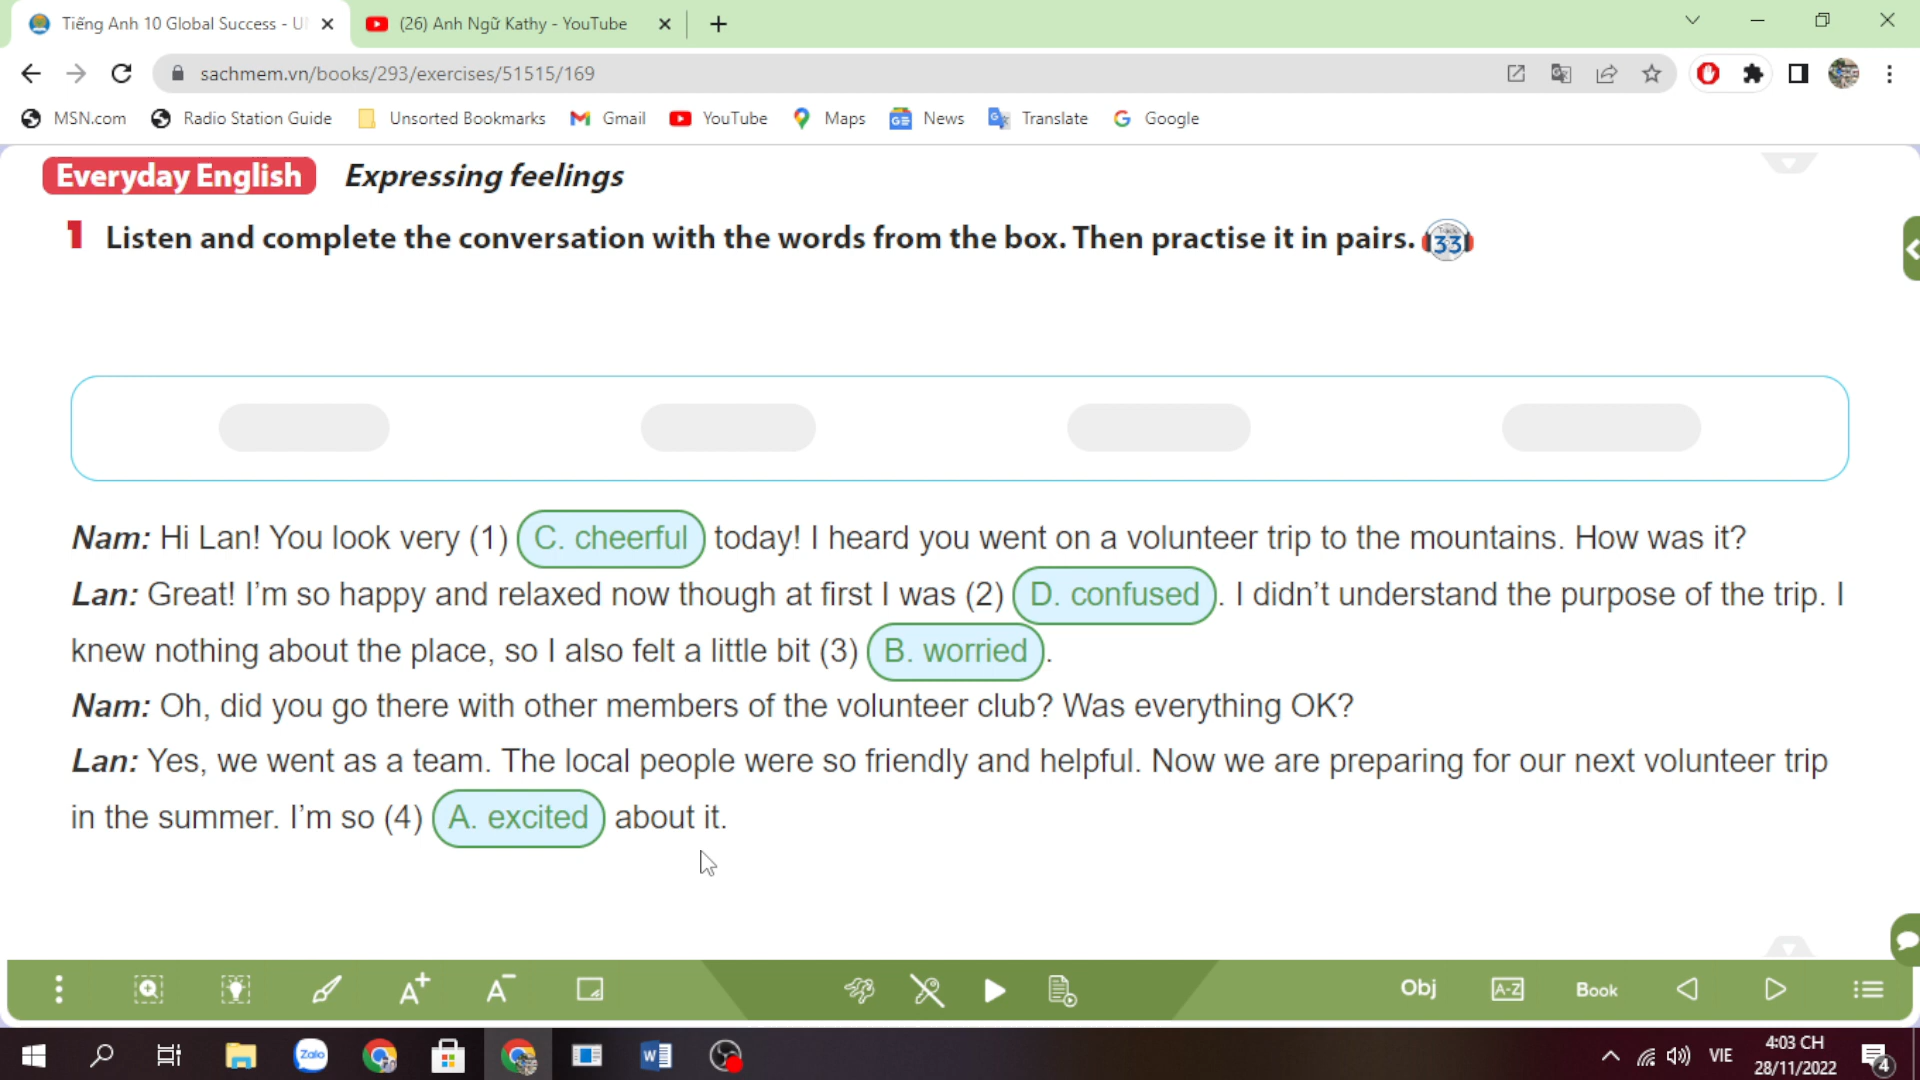 Tiếng Anh 10 Global Success - U
(26) Anh Ngữ Kathy - YouTube
sachmem.vn/books/293/exercises/51515/169
MSN.com Radio Station Guide Unsorted Bookmarks Gmail YouTube Maps News Translate Google
Everyday English Expressing feelings
1 Listen and complete the conversation with the words from the box. Then practise it in pairs. 33
Nam: Hi Lan! You look very (1) C. cheerful today! I heard you went on a volunteer trip to the mountains. How was it?
Lan: Great! I’m so happy and relaxed now though at first I was (2) D. confused. I didn’t understand the purpose of the trip. I
knew nothing about the place, so I also felt a little bit (3) B. worried.
Nam: Oh, did you go there with other members of the volunteer club? Was everything OK?
Lan: Yes, we went as a team. The local people were so friendly and helpful. Now we are preparing for our next volunteer trip
in the summer. I’m so (4) A. excited about it.
A+ A- Obj A-Z Book
Zalo W VIE 4:03 CH
28/11/2022 4